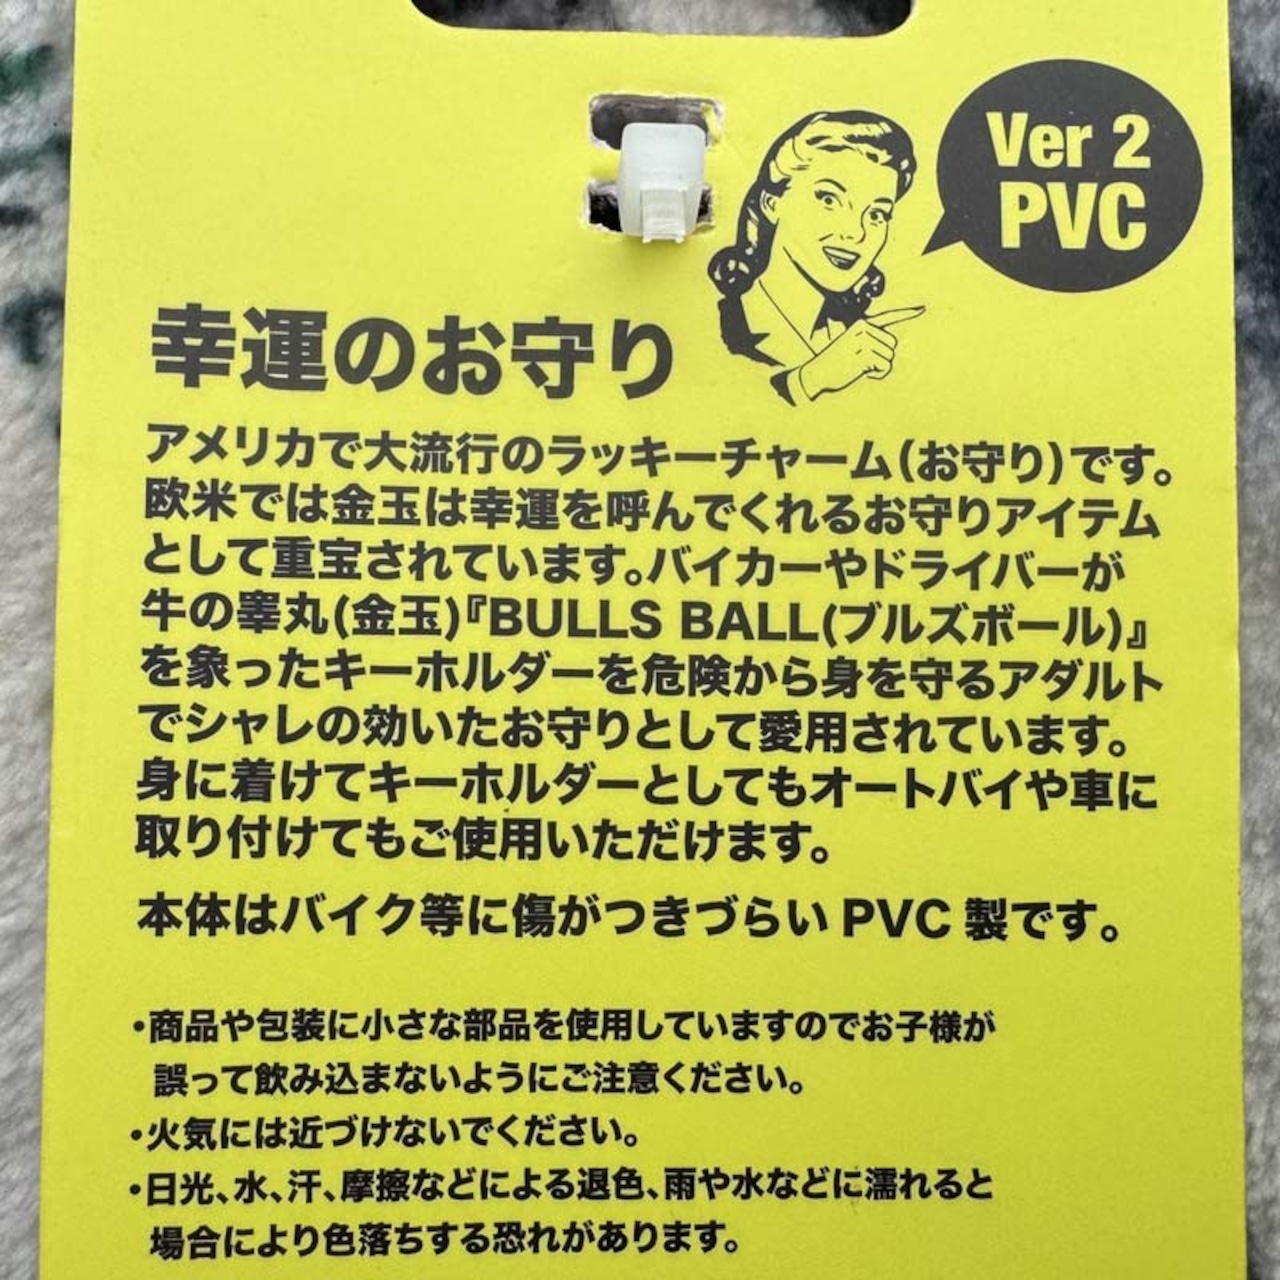 Ver 2
PVC
幸運のお守り
アメリカで大流行のラッキーチャーム(お守り)です。
欧米では金玉は幸運を呼んでくれるお守りアイテム
として重宝されています。バイカーやドライバーが
牛の睾丸(金玉)『BULLS BALL(ブルズボール)』
を象ったキーホルダーを危険から身を守るアダルト
でシャレの効いたお守りとして愛用されています。
身に着けてキーホルダーとしてもオートバイや車に
取り付けてもご使用いただけます。
本体はバイク等に傷がつきづらいPVC製です。
・商品や包装に小さな部品を使用していますのでお子様が
誤って飲み込まないようにご注意ください。
・火気には近づけないでください。
・日光、水、汗、摩擦などによる退色、雨や水などに濡れると
場合により色落ちする恐れがあります。